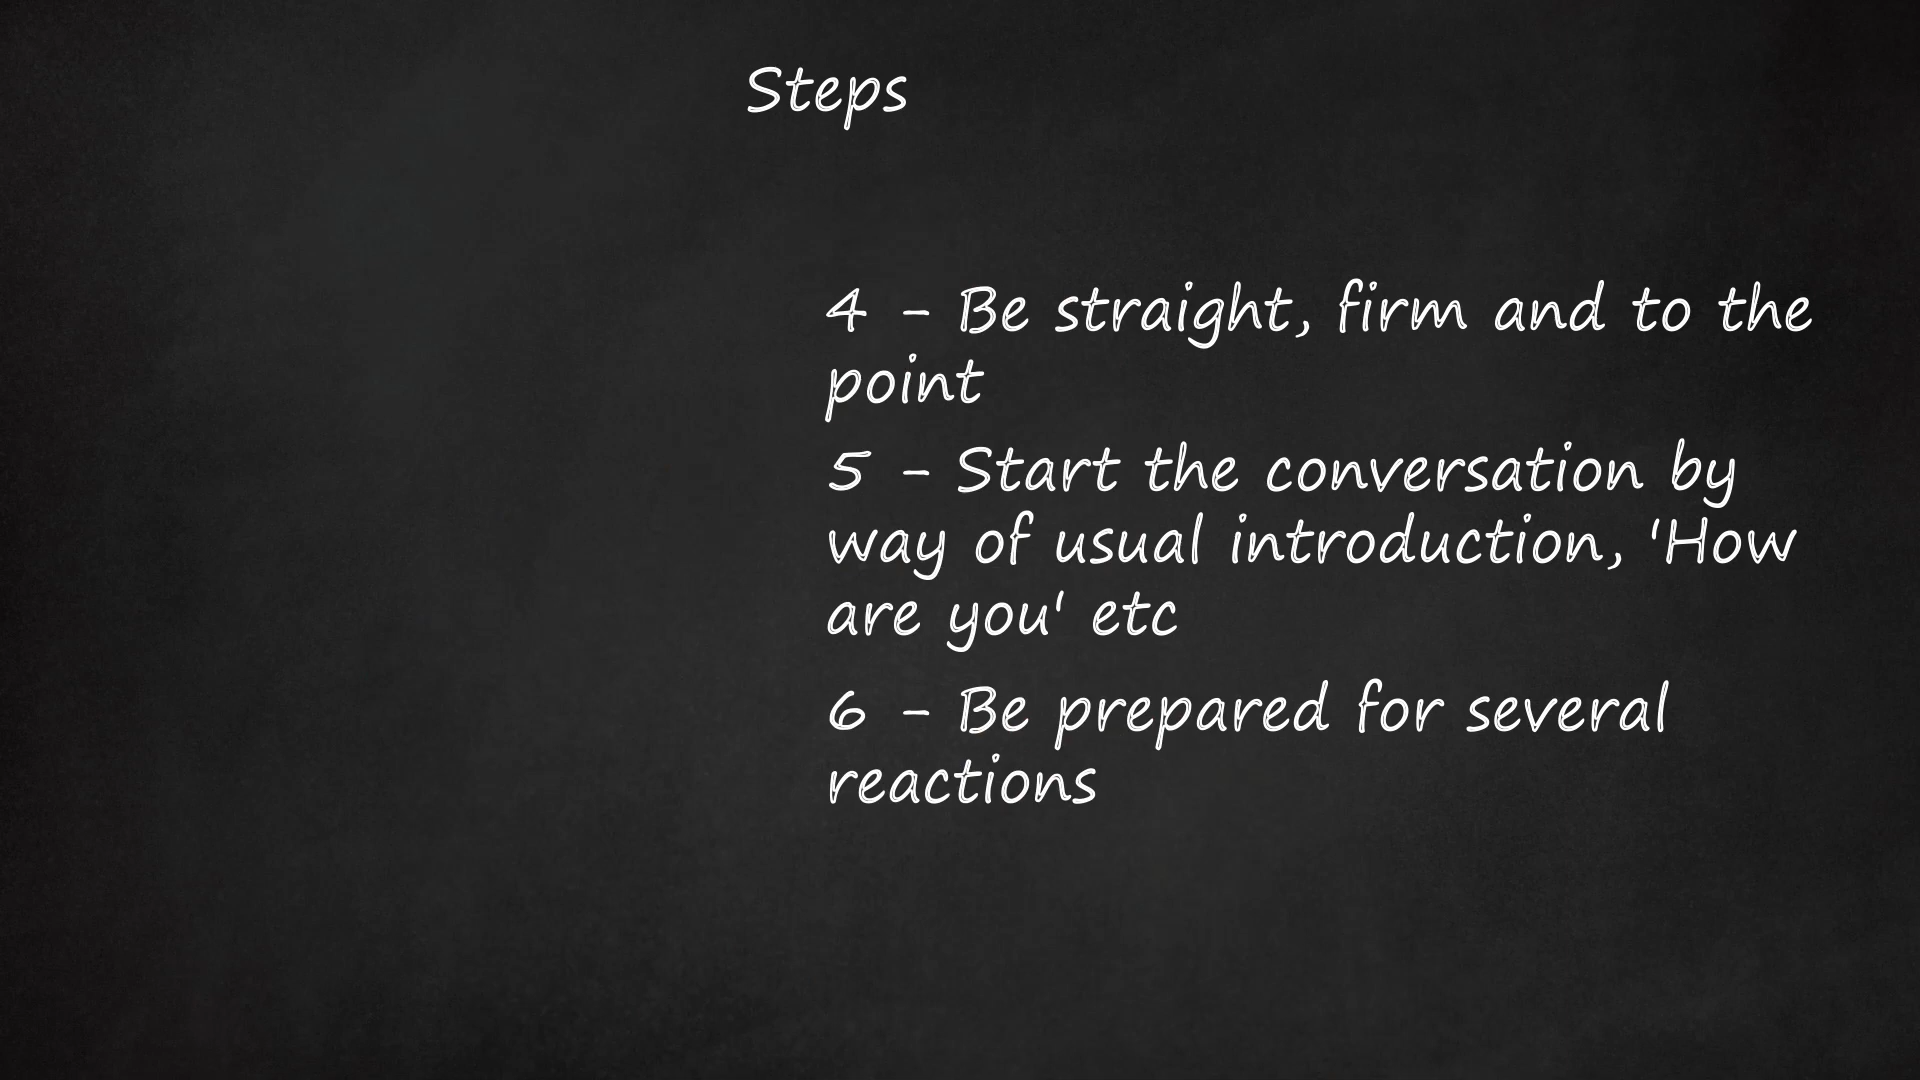 Steps
4 - Be straight, firm and to the
point
5 - Start the conversation by
way of usual introduction, 'How
are you' etc
6 - Be prepared for several
reactions